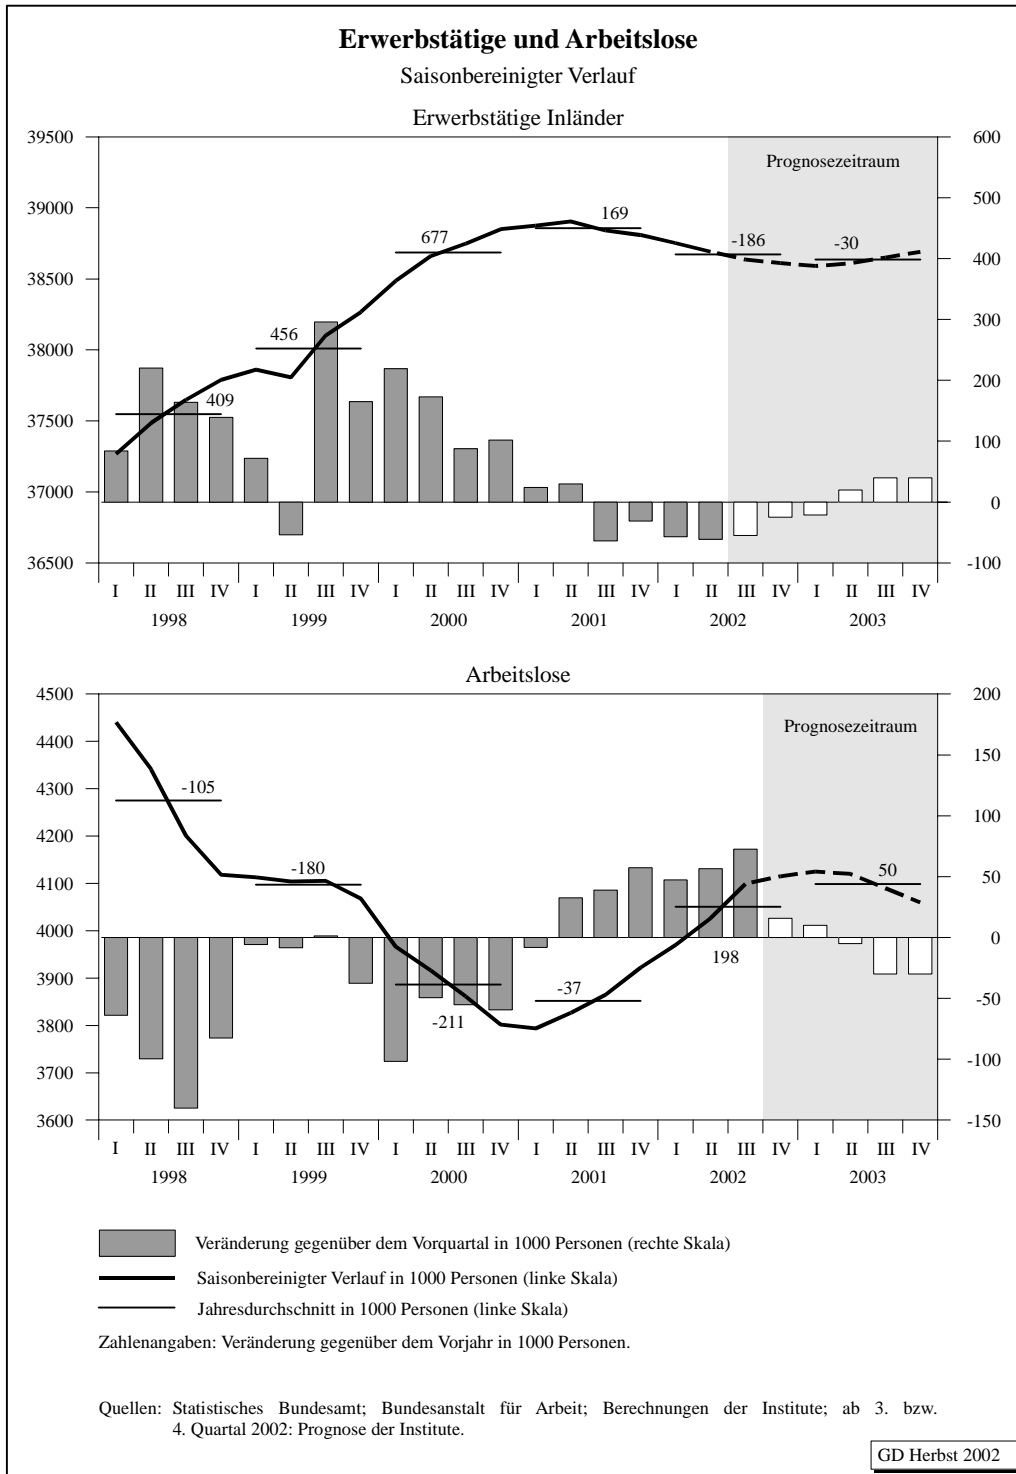 Erwerbstätige und Arbeitslose
Saisonbereinigter Verlauf
Erwerbstätige Inländer
39500
39000
38500
38000
37500
37000
36500
600
500
400
300
200
100
0
-100
Prognosezeitraum
409
456
677
169
-186
-30
I II III IV I II III IV I II III IV I II III IV I II III IV I II III IV
1998 1999 2000 2001 2002 2003
Arbeitslose
4500
4400
4300
4200
4100
4000
3900
3800
3700
3600
200
150
100
50
0
-50
-100
-150
Prognosezeitraum
-105
-180
-211
-37
198
50
I II III IV I II III IV I II III IV I II III IV I II III IV I II III IV
1998 1999 2000 2001 2002 2003
Veränderung gegenüber dem Vorquartal in 1000 Personen (rechte Skala)
Saisonbereinigter Verlauf in 1000 Personen (linke Skala)
Jahresdurchschnitt in 1000 Personen (linke Skala)
Zahlenangaben: Veränderung gegenüber dem Vorjahr in 1000 Personen.
Quellen: Statistisches Bundesamt; Bundesanstalt für Arbeit; Berechnungen der Institute; ab 3. bzw.
4. Quartal 2002: Prognose der Institute.
GD Herbst 2002